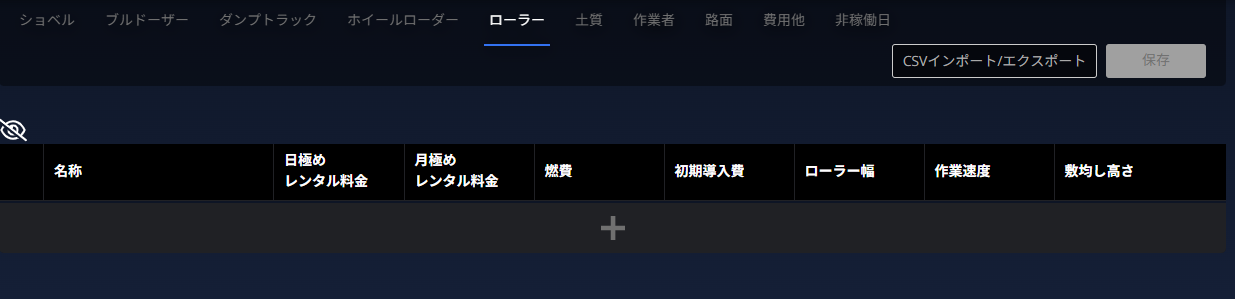 ショベル ブルドーザー ダンプトラック ホイールローダー ローラー 土質 作業者 路面 費用他 非稼働日
CSVインポート/エクスポート 保存
名称 日極め レンタル料金 月極め レンタル料金 燃費 初期導入費 ローラー幅 作業速度 敷均し高さ